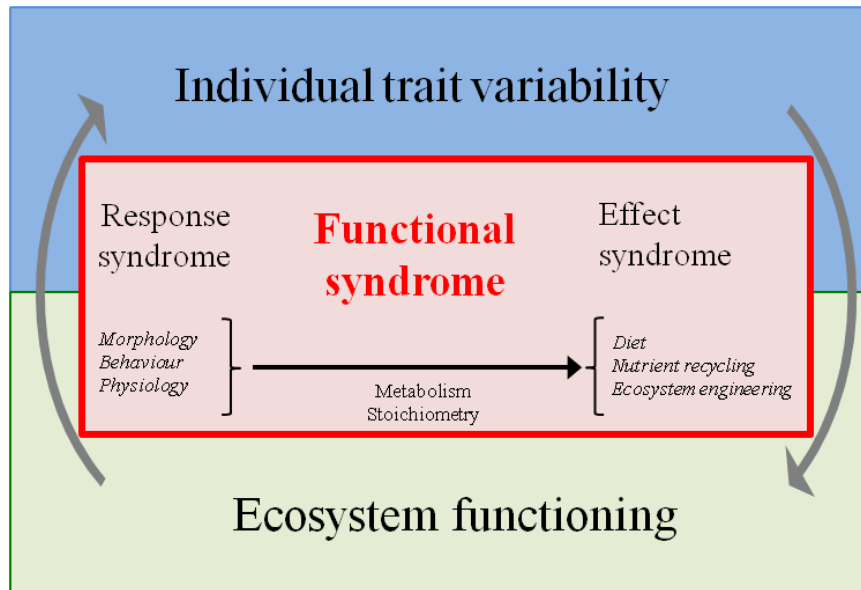 Individual trait variability
Response
syndrome
Functional
syndrome
Effect
syndrome
Morphology
Behaviour
Physiology
Metabolism
Stoichiometry
Diet
Nutrient recycling
Ecosystem engineering
Ecosystem functioning